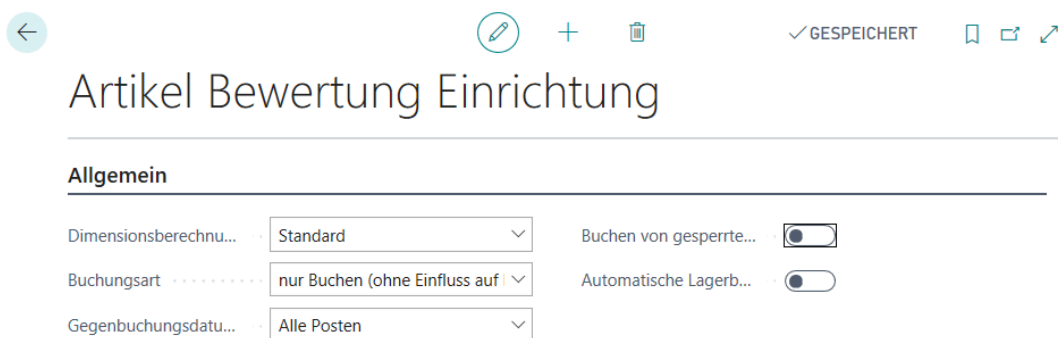 GESPEICHERT
Artikel Bewertung Einrichtung
Allgemein
Dimensionsberechnu... Standard Buchen von gesperrte...
Buchungsart nur Buchen (ohne Einfluss auf Automatische Lagerb...
Gegenbuchungsdatu... Alle Posten